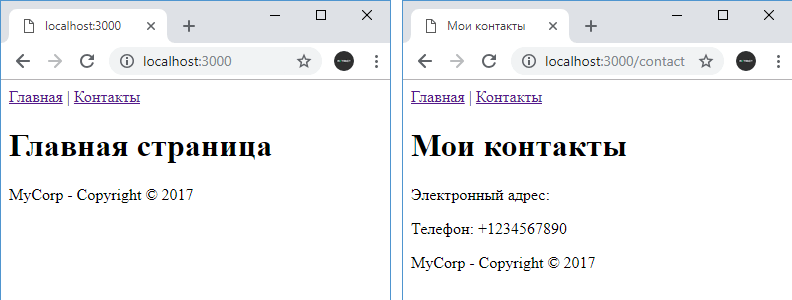 localhost:3000
localhost:3000
Главная | Контакты
Главная страница
MyCorp - Copyright © 2017
Мои контакты
localhost:3000/contact
Главная | Контакты
Мои контакты
Электронный адрес:
Телефон: +1234567890
MyCorp - Copyright © 2017